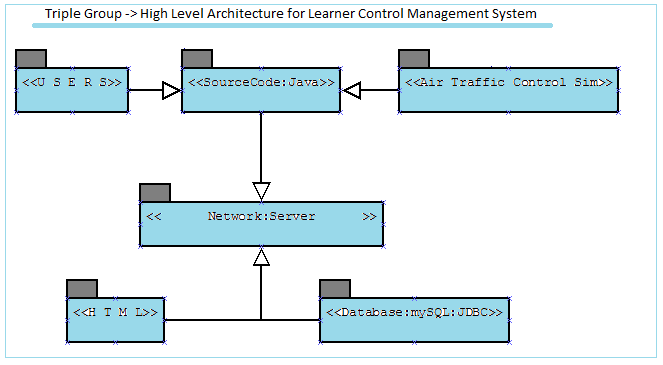 Triple Group -> High Level Architecture for Learner Control Management System
<<U S E R S>>
<<SourceCode:Java>>
<<Air Traffic Control Sim>>
<< Network:Server >>
<<H T M L>>
<<Database:mySQL:JDBC>>